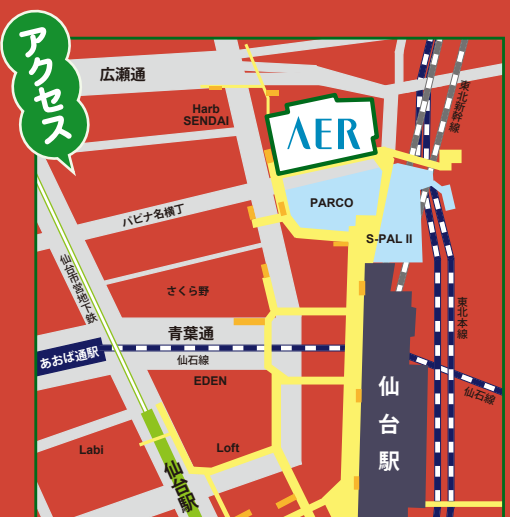 アクセス
広瀬通
Harb
SENDAI
AER
東北新幹線
PARCO
ハピナ名横丁
S-PAL II
仙台市営地下鉄
さくら野
東北本線
青葉通
あおば通駅
仙石線
EDEN
仙石線
仙台駅
Labi
Loft
仙台駅